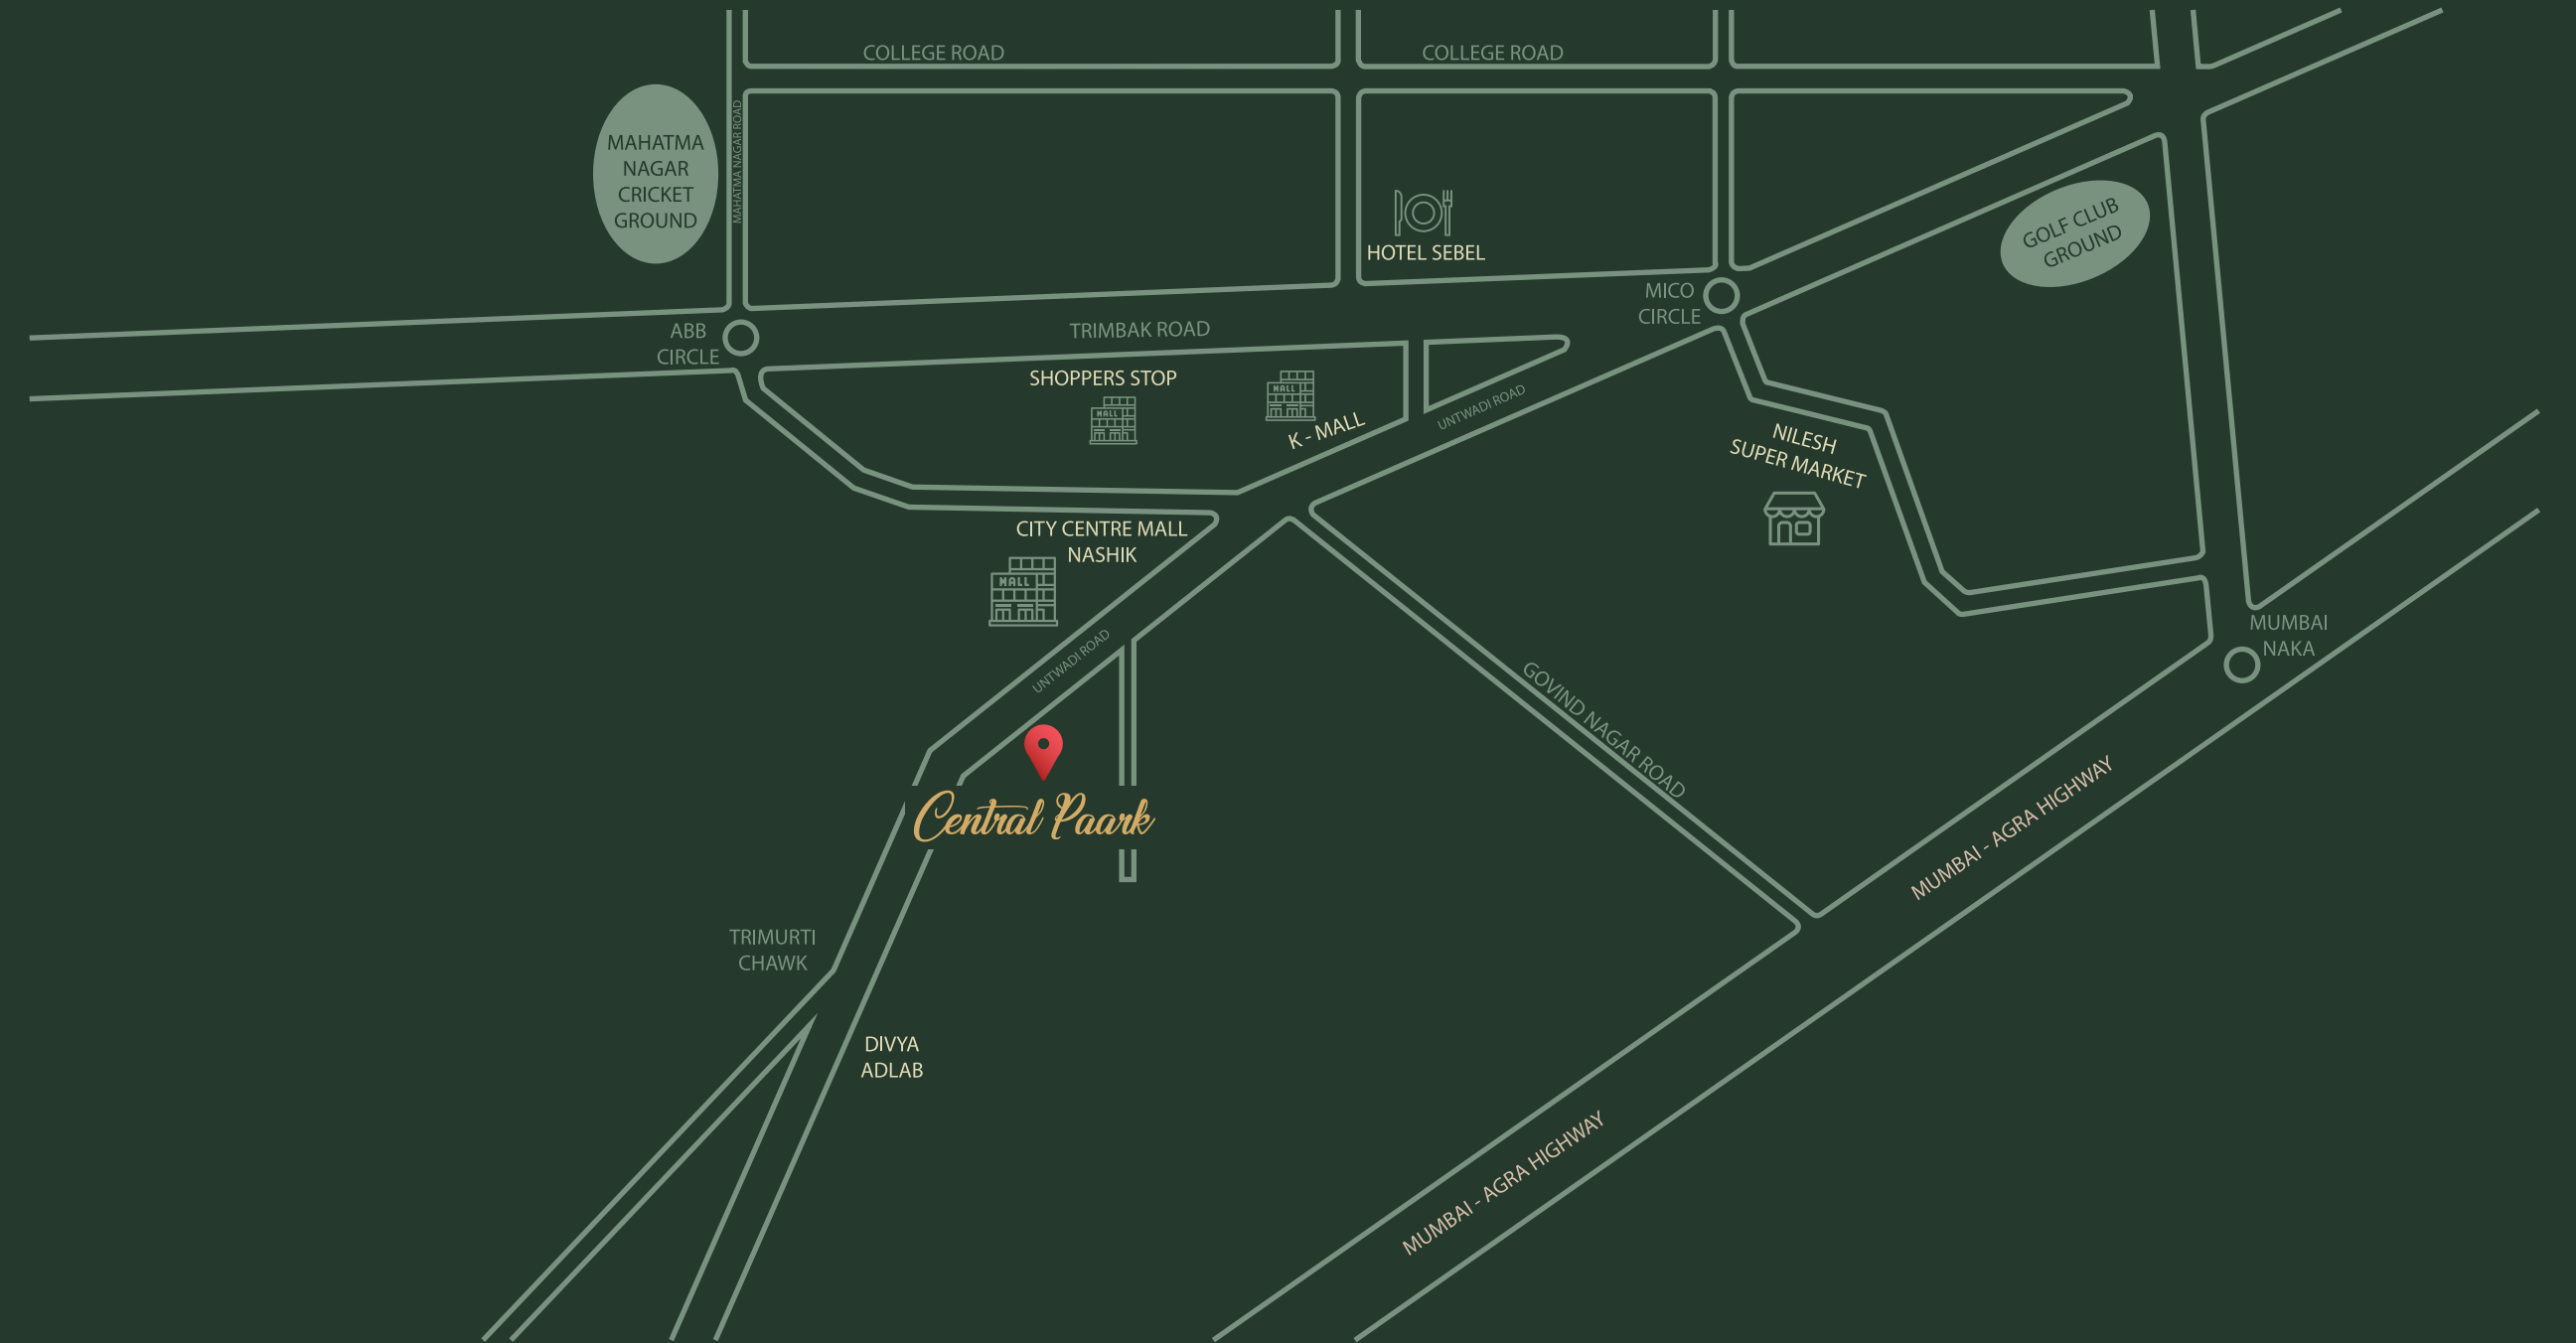 COLLEGE ROAD
COLLEGE ROAD
MAHATMA
NAGAR
CRICKET
GROUND
MAHATMA NAGAR ROAD
GOLF CLUB
GROUND
HOTEL SEBEL
MICO
CIRCLE
ABB
CIRCLE
TRIMBAK ROAD
SHOPPERS STOP
MALL
MALL
K - MALL
UNTWADI ROAD
NILESH
SUPER MARKET
CITY CENTRE MALL
NASHIK
MALL
UNTWADI ROAD
MUMBAI
NAKA
GOVIND NAGAR ROAD
Central Paark
MUMBAI - AGRA HIGHWAY
TRIMURTI
CHAWK
DIVYA
ADLAB
MUMBAI - AGRA HIGHWAY